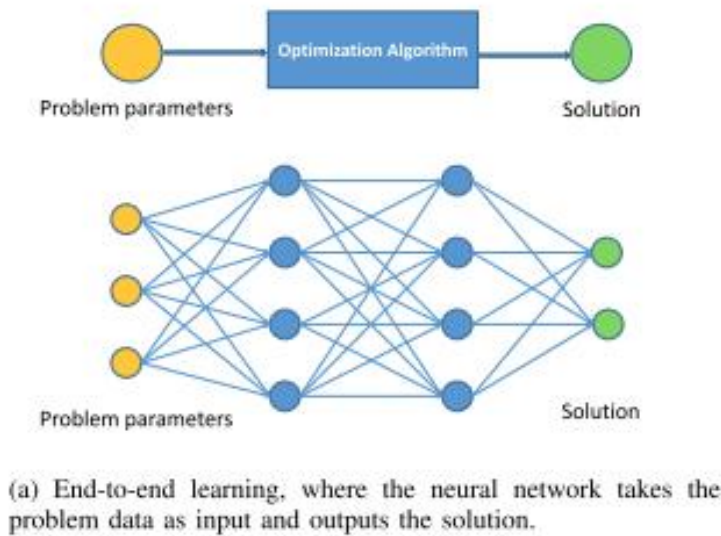 Optimization Algorithm
Problem parameters
Solution
Problem parameters
Solution
(a) End-to-end learning, where the neural network takes the
problem data as input and outputs the solution.